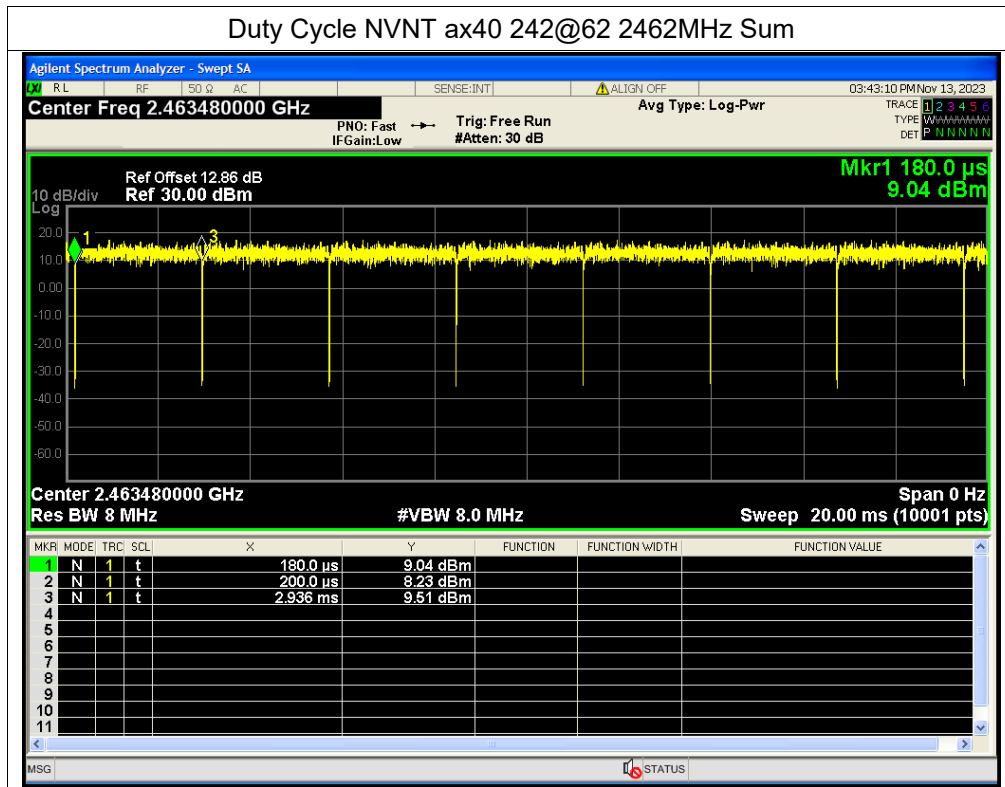 Duty Cycle NVNT ax40 242@62 2462MHz Sum
Agilent Spectrum Analyzer - Swept SA
LXI RL RF 50 Ω AC SENSE:INT ALIGN OFF 03:43:10 PM Nov 13, 2023
Center Freq 2.463480000 GHz Avg Type: Log-Pwr TRACE 1 2 3 4 5 6
PNO: Fast Trig: Free Run TYPE WWWWWW
IFGain:Low #Atten: 30 dB DET P N N N N N
Mkr1 180.0 µs
Ref Offset 12.86 dB 9.04 dBm
10 dB/div Ref 30.00 dBm
Log
20.0
1 3
10.0
0.00
-10.0
-20.0
-30.0
-40.0
-50.0
-60.0
Center 2.463480000 GHz Span 0 Hz
Res BW 8 MHz #VBW 8.0 MHz Sweep 20.00 ms (10001 pts)
MKR MODE TRC SCL X Y FUNCTION FUNCTION WIDTH FUNCTION VALUE
1 N 1 t 180.0 µs 9.04 dBm
2 N 1 t 200.0 µs 8.23 dBm
3 N 1 t 2.936 ms 9.51 dBm
4
5
6
7
8
9
10
11
MSG STATUS